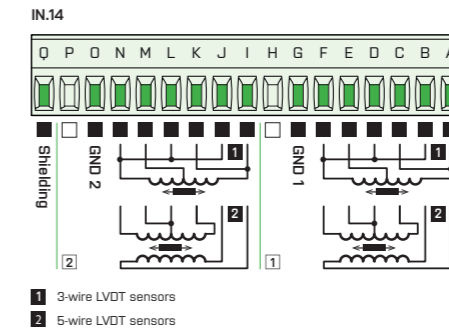 IN.14
Q P O N M L K J I H G F E D C B A
Shielding
GND 2
1
GND 1
1
2
2
2
1
1 3-wire LVDT sensors
2 5-wire LVDT sensors